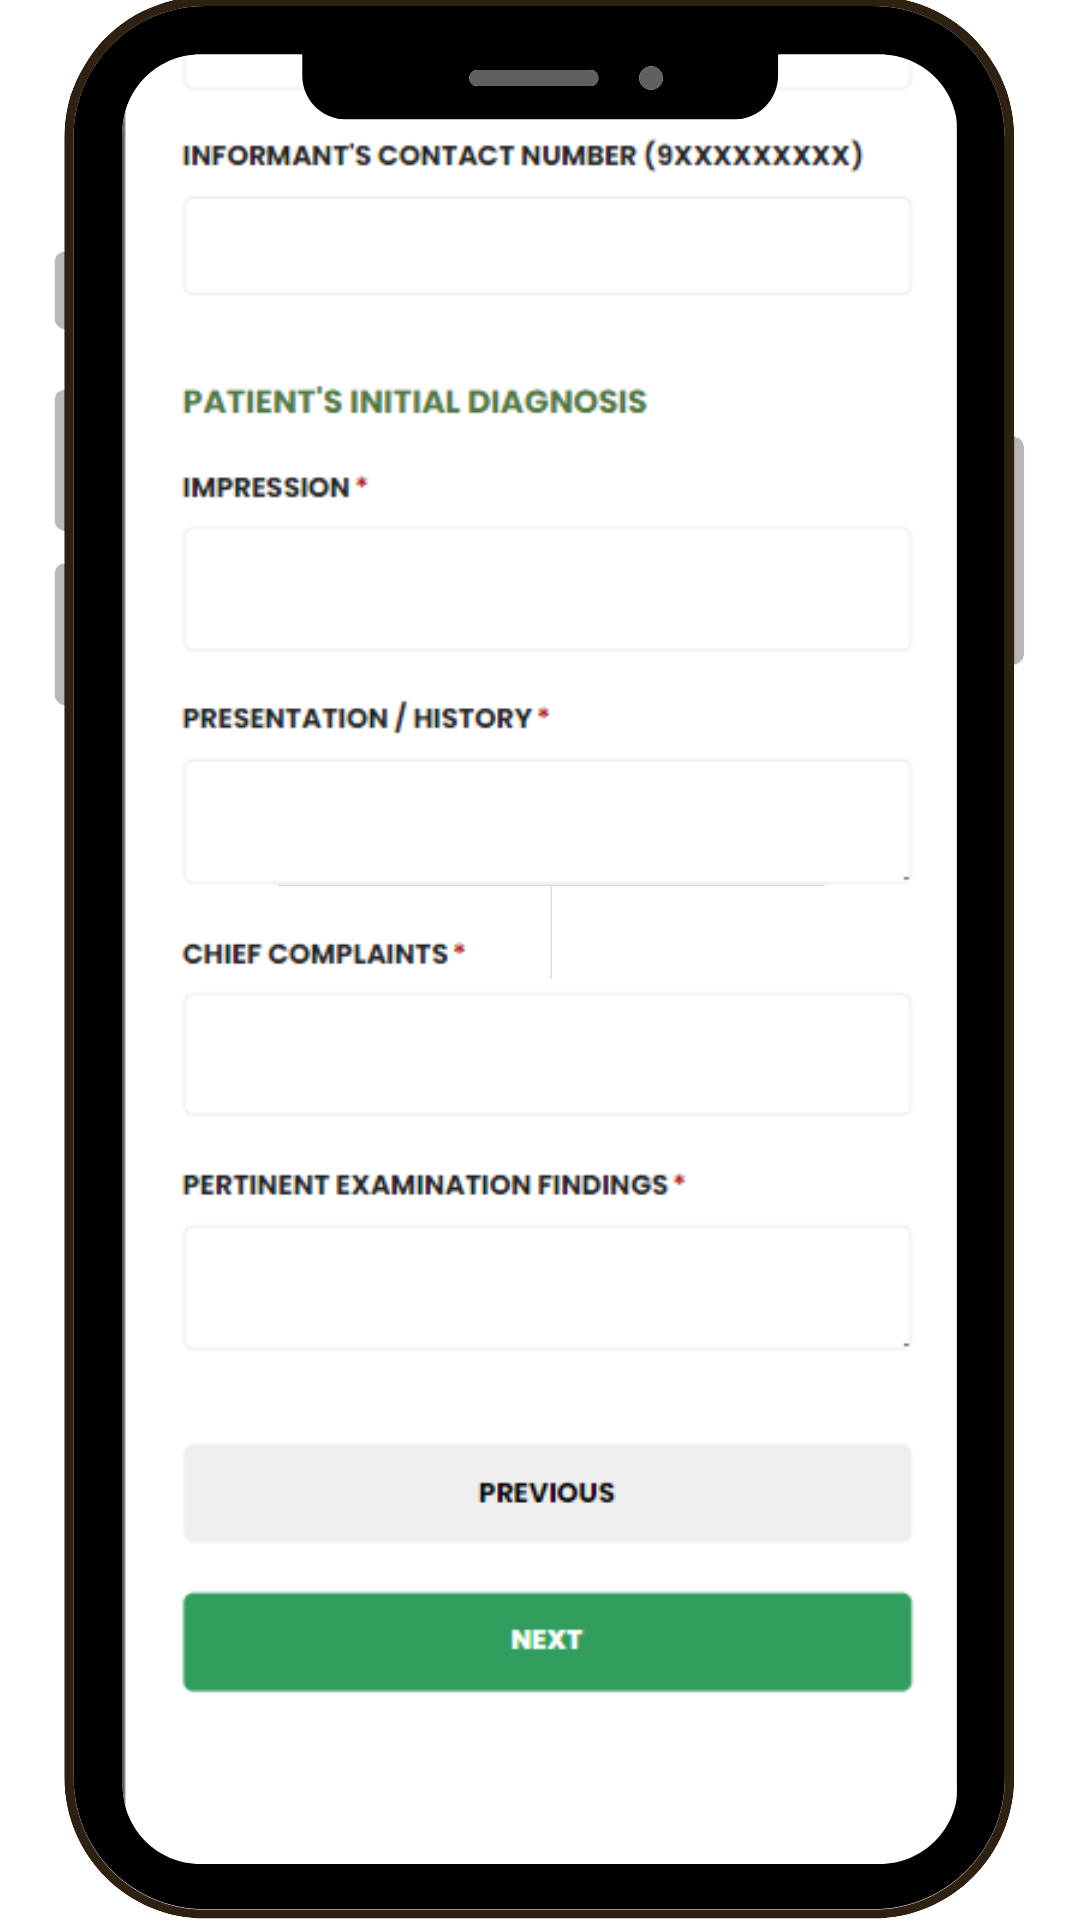 INFORMANT'S CONTACT NUMBER (9XXXXXXXXX)
PATIENT'S INITIAL DIAGNOSIS
IMPRESSION *
PRESENTATION / HISTORY *
CHIEF COMPLAINTS *
PERTINENT EXAMINATION FINDINGS *
PREVIOUS
NEXT